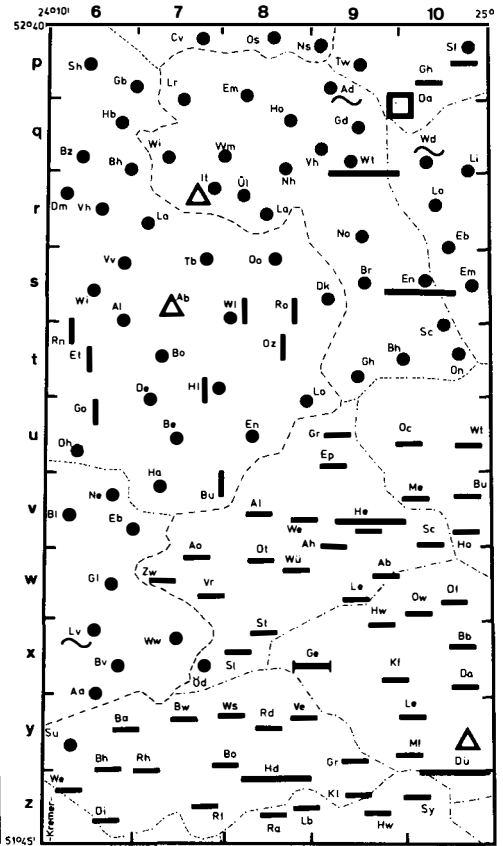 24°10' 6 7 8 9 10 25°
52°40'
Cv Os Ns Sl
p Sh Tw Gh
Gb Lr Em Ad Da
q Hb Ho Gd
Bz Bh Wi Wm Vh Wt Wd Li
It Ül Nh
r Dm Vh La La Lo
No Eb
s Vv Tb Oo Br En Em
Wi Al Ab Wl Ro Dk
Rn Sc
t Et Bo Oz Bh On
De Hl Gh
Go Lo
u Be En Gr Oc Wt
Oh Ep
Ha Bu Me Bu
v Bl Ne Al He
Eb We Sc Ho
Ao Ot Ah
w Gl Zw Vr Wü Ab
Le Ow Of
Hw
x Lv Ww St Bb
Bv Sl Ge Kf Da
Aa Od
y Ba Bw Ws Rd Ve Le
Su Mf Dü
Bh Rh Bo Hd Gr
We
z Kl Sy
Di Rf Ra Lb Hw
Kremer
51°45'